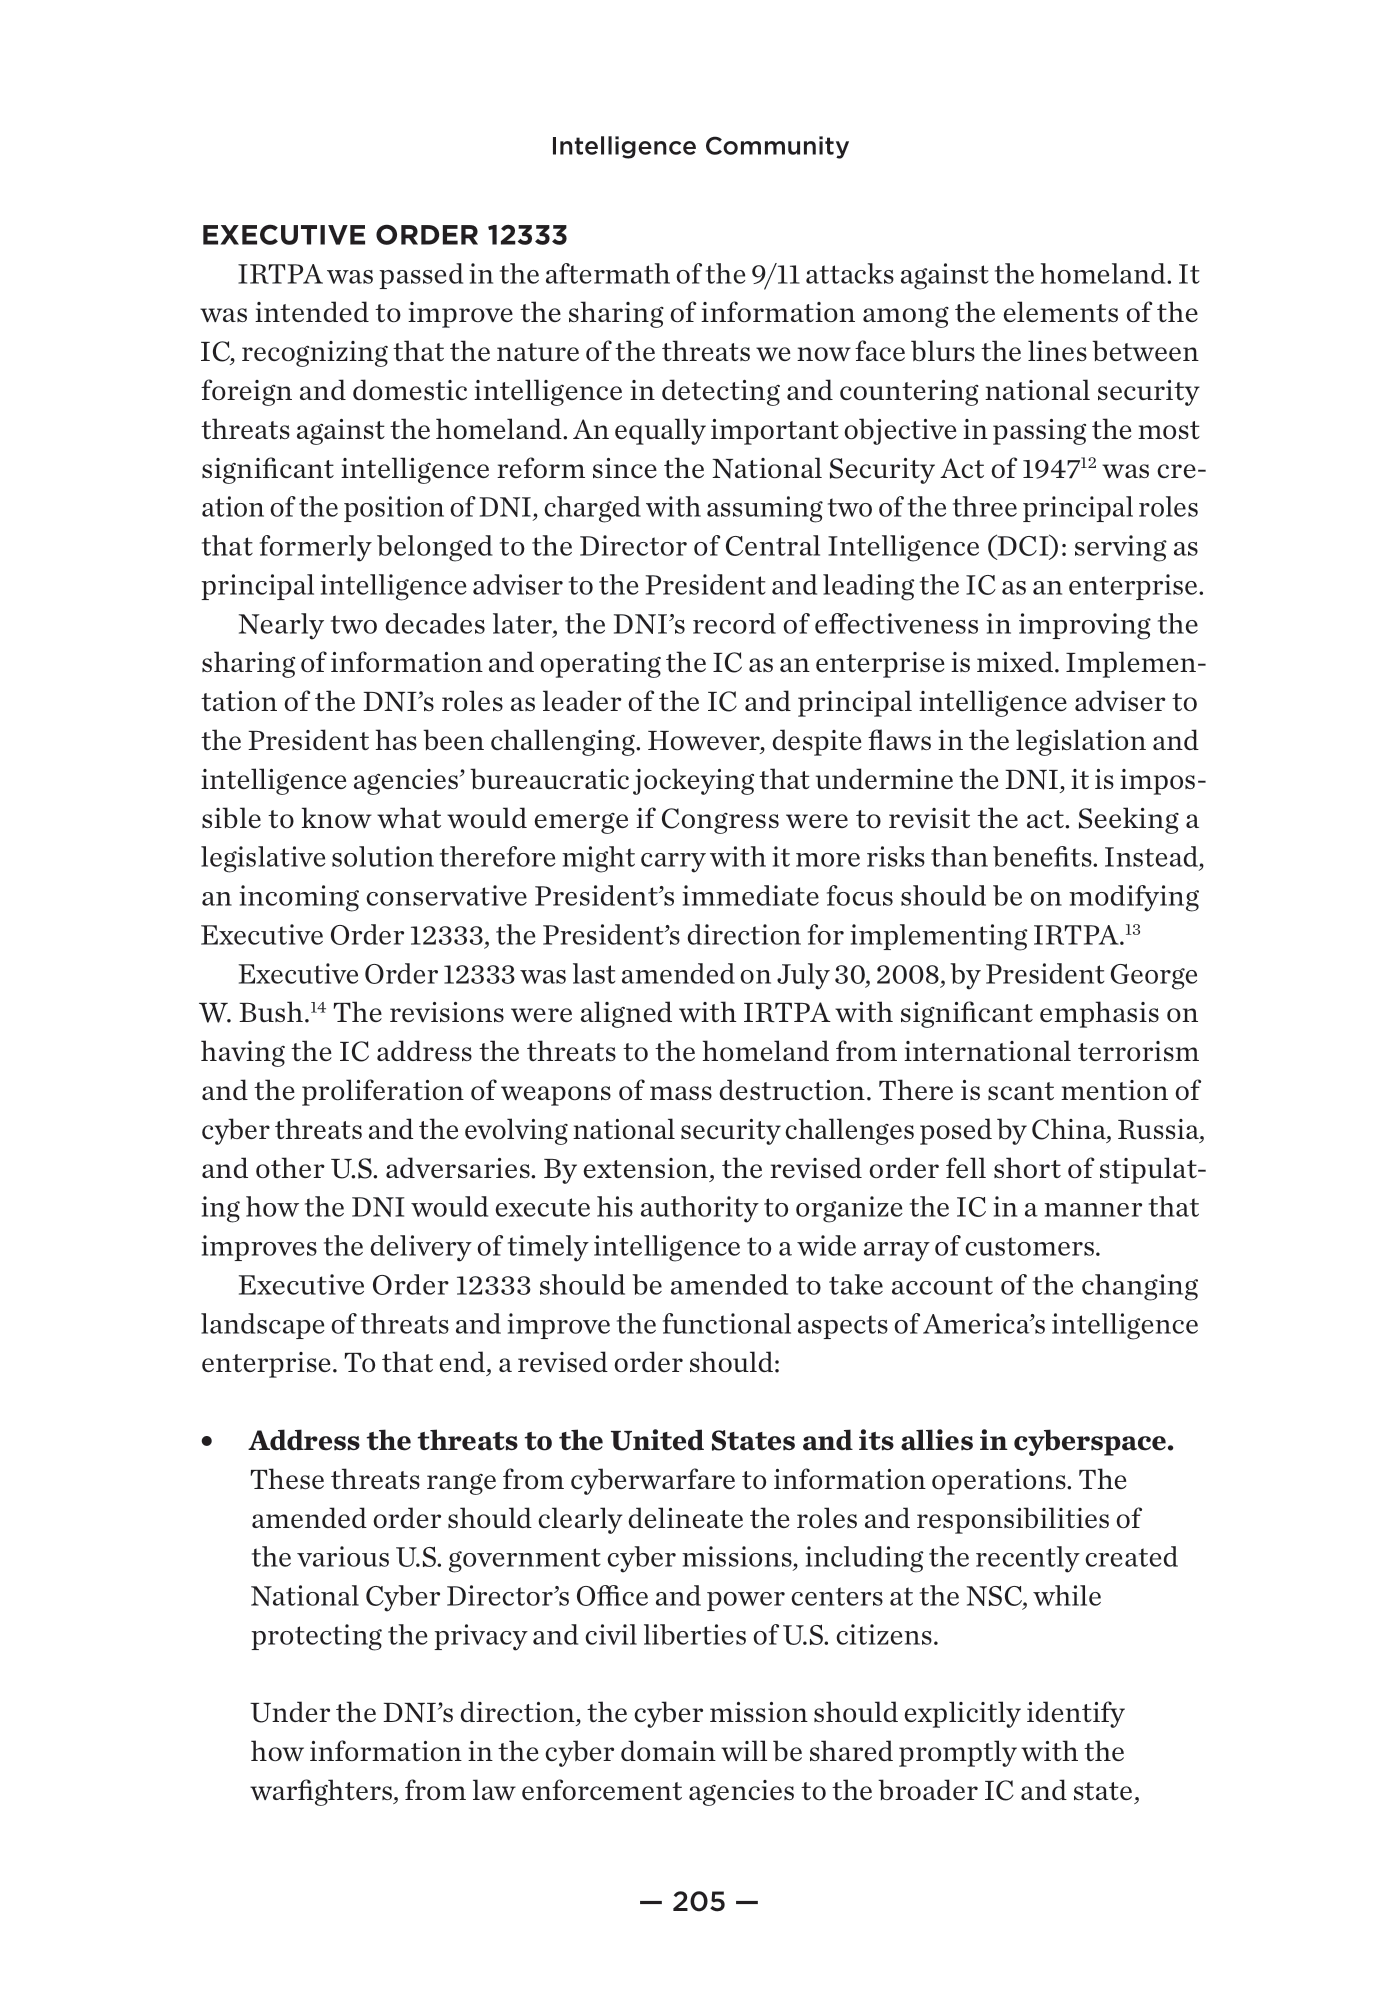 Intelligence Community
EXECUTIVE ORDER 12333
IRTPA was passed in the aftermath of the 9/11 attacks against the homeland. It
was intended to improve the sharing of information among the elements of the
IC, recognizing that the nature of the threats we now face blurs the lines between
foreign and domestic intelligence in detecting and countering national security
threats against the homeland. An equally important objective in passing the most
significant intelligence reform since the National Security Act of 1947¹² was cre-
ation of the position of DNI, charged with assuming two of the three principal roles
that formerly belonged to the Director of Central Intelligence (DCI): serving as
principal intelligence adviser to the President and leading the IC as an enterprise.
Nearly two decades later, the DNI’s record of effectiveness in improving the
sharing of information and operating the IC as an enterprise is mixed. Implemen-
tation of the DNI’s roles as leader of the IC and principal intelligence adviser to
the President has been challenging. However, despite flaws in the legislation and
intelligence agencies’ bureaucratic jockeying that undermine the DNI, it is impos-
sible to know what would emerge if Congress were to revisit the act. Seeking a
legislative solution therefore might carry with it more risks than benefits. Instead,
an incoming conservative President’s immediate focus should be on modifying
Executive Order 12333, the President’s direction for implementing IRTPA.¹³
Executive Order 12333 was last amended on July 30, 2008, by President George
W. Bush.¹⁴ The revisions were aligned with IRTPA with significant emphasis on
having the IC address the threats to the homeland from international terrorism
and the proliferation of weapons of mass destruction. There is scant mention of
cyber threats and the evolving national security challenges posed by China, Russia,
and other U.S. adversaries. By extension, the revised order fell short of stipulat-
ing how the DNI would execute his authority to organize the IC in a manner that
improves the delivery of timely intelligence to a wide array of customers.
Executive Order 12333 should be amended to take account of the changing
landscape of threats and improve the functional aspects of America’s intelligence
enterprise. To that end, a revised order should:
• Address the threats to the United States and its allies in cyberspace.
These threats range from cyberwarfare to information operations. The
amended order should clearly delineate the roles and responsibilities of
the various U.S. government cyber missions, including the recently created
National Cyber Director’s Office and power centers at the NSC, while
protecting the privacy and civil liberties of U.S. citizens.
Under the DNI’s direction, the cyber mission should explicitly identify
how information in the cyber domain will be shared promptly with the
warfighters, from law enforcement agencies to the broader IC and state,
— 205 —